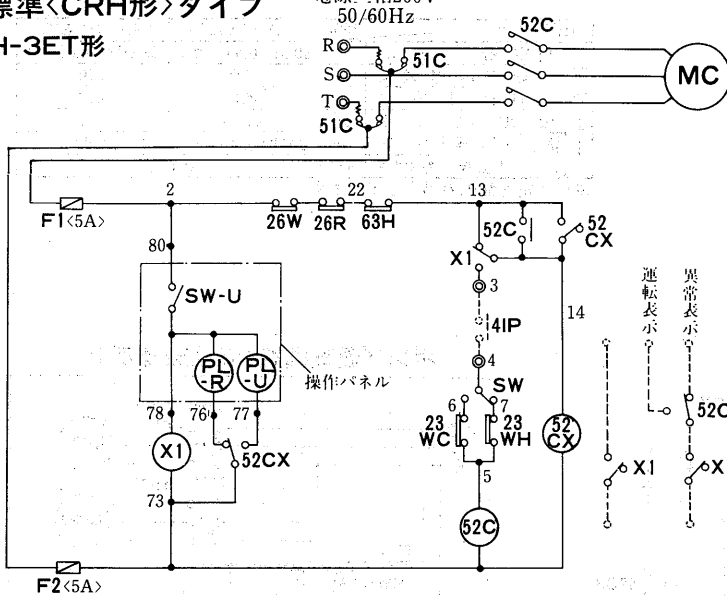 標準<CRH形>タイプ
H-3ET形
50/60Hz
R
S
T
51C
51C
52C
MC
F1<5A>
2
26W
26R
22
63H
13
52C
52
CX
80
X1
3
SW-U
41P
14
運転表示
異常表示
PL
-R
PL
-U
操作パネル
4
SW
78
76
77
6
7
23
WC
23
WH
52
CX
52C
X1
52CX
X1
X
73
5
52C
F2<5A>